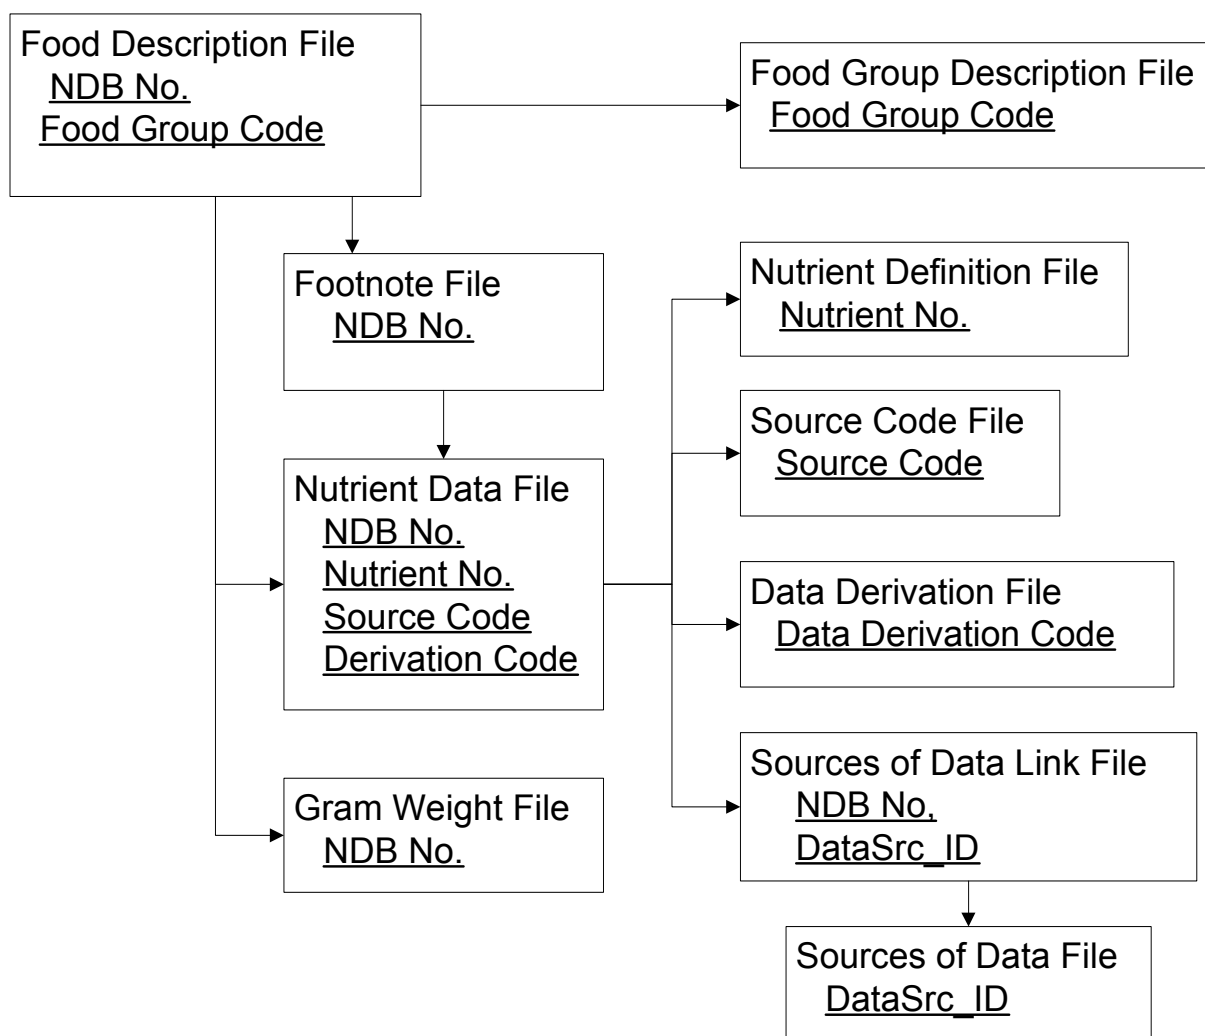 Food Description File
NDB No.
Food Group Code
Food Group Description File
Food Group Code
Footnote File
NDB No.
Nutrient Definition File
Nutrient No.
Source Code File
Source Code
Nutrient Data File
NDB No.
Nutrient No.
Source Code
Derivation Code
Data Derivation File
Data Derivation Code
Gram Weight File
NDB No.
Sources of Data Link File
NDB No,
DataSrc_ID
Sources of Data File
DataSrc_ID